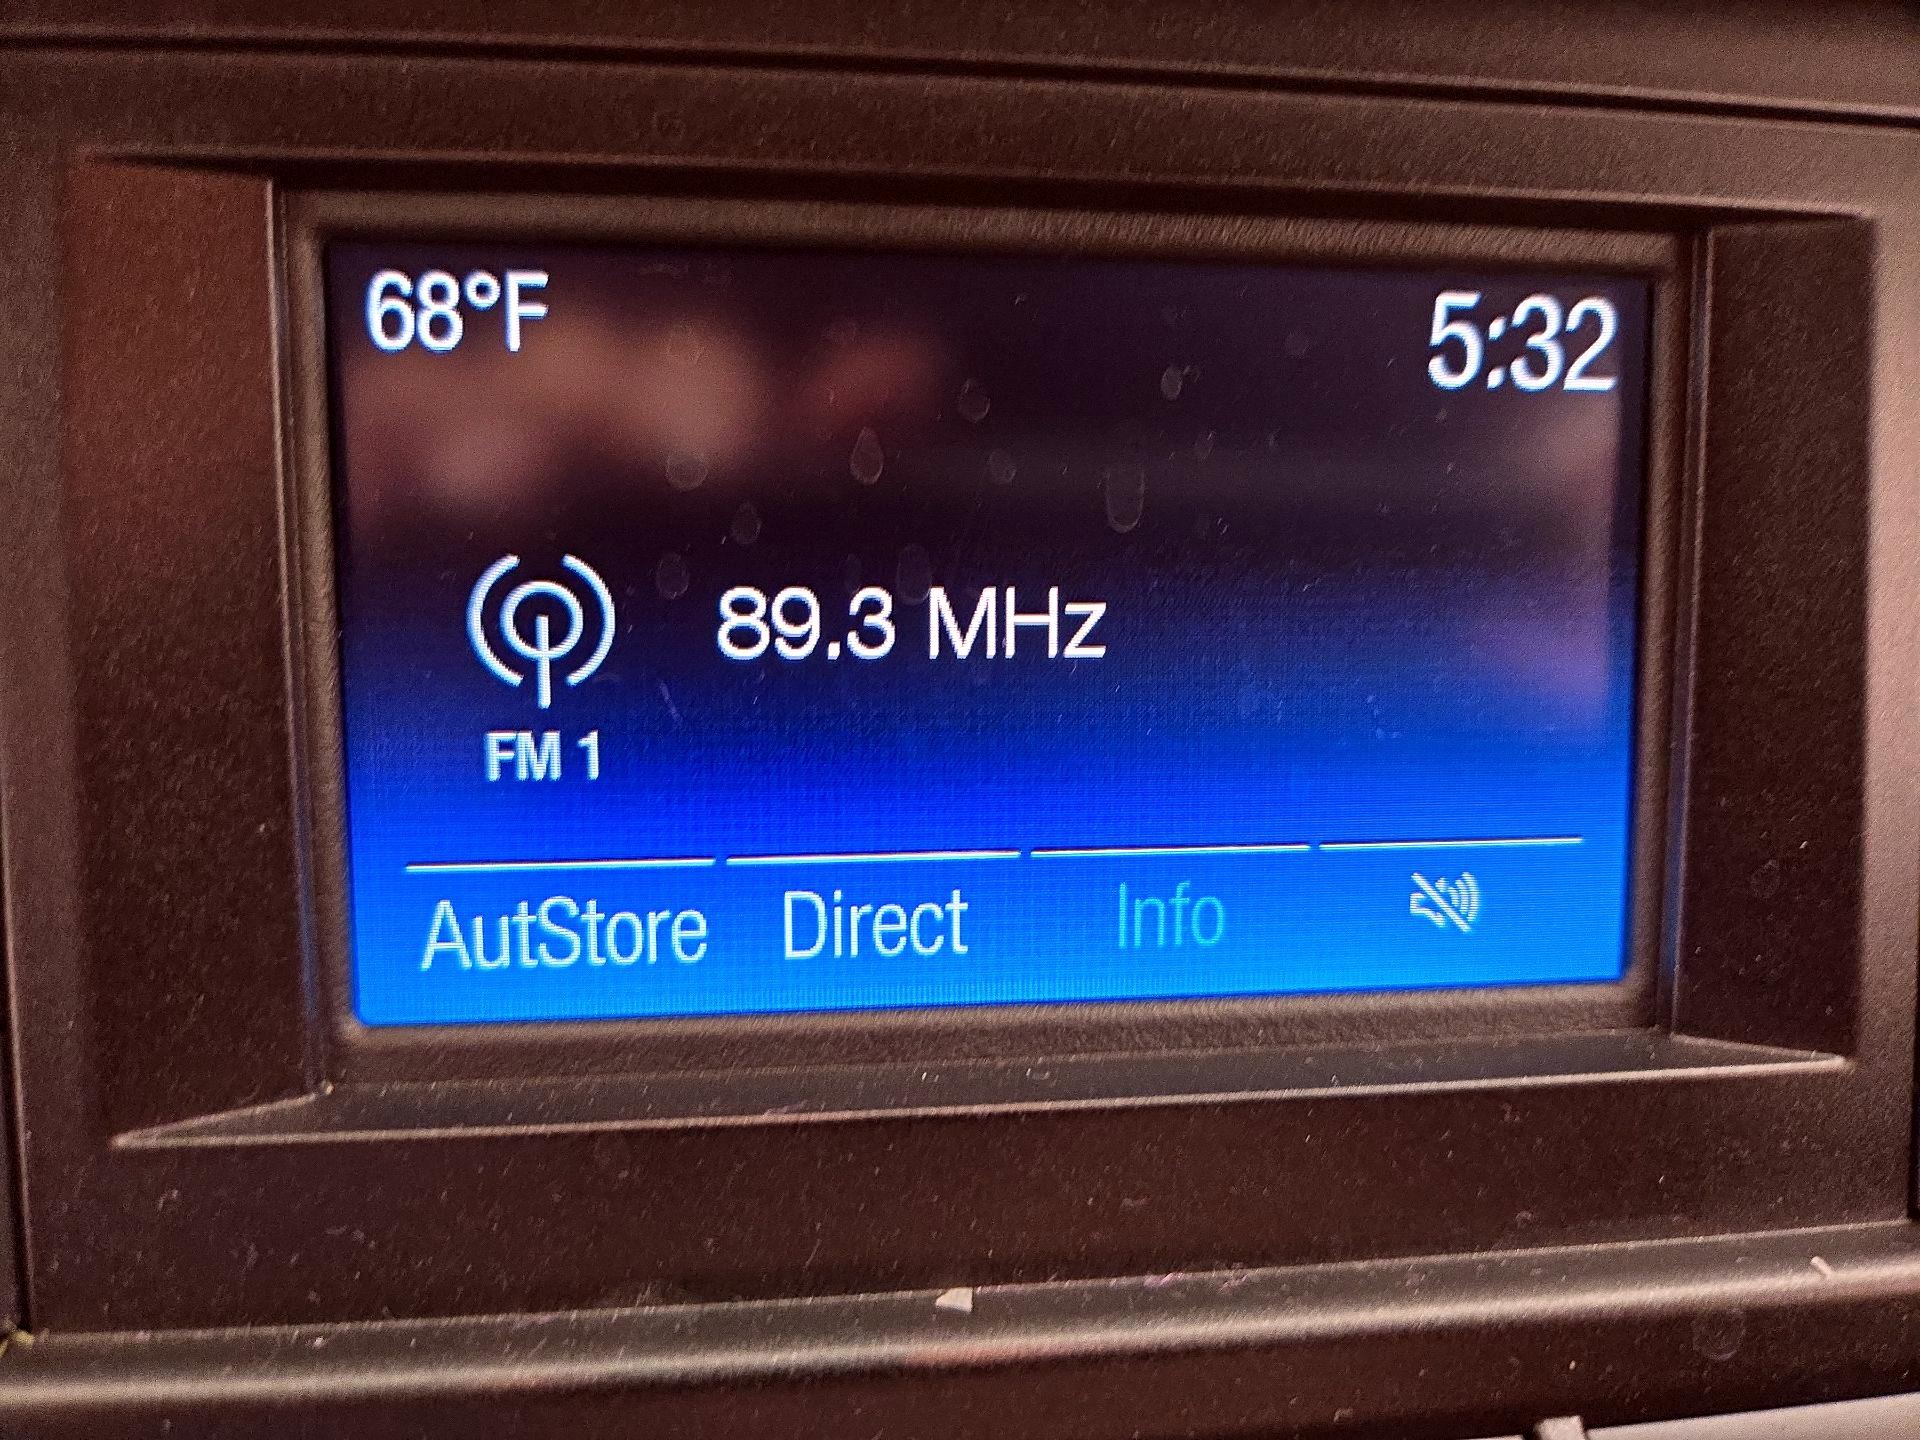 68°F
5:32
89.3 MHz
FM 1
AutStore Direct Info